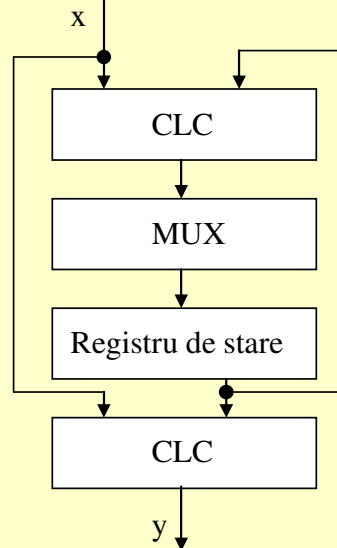 x
CLC
MUX
Registru de stare
CLC
y